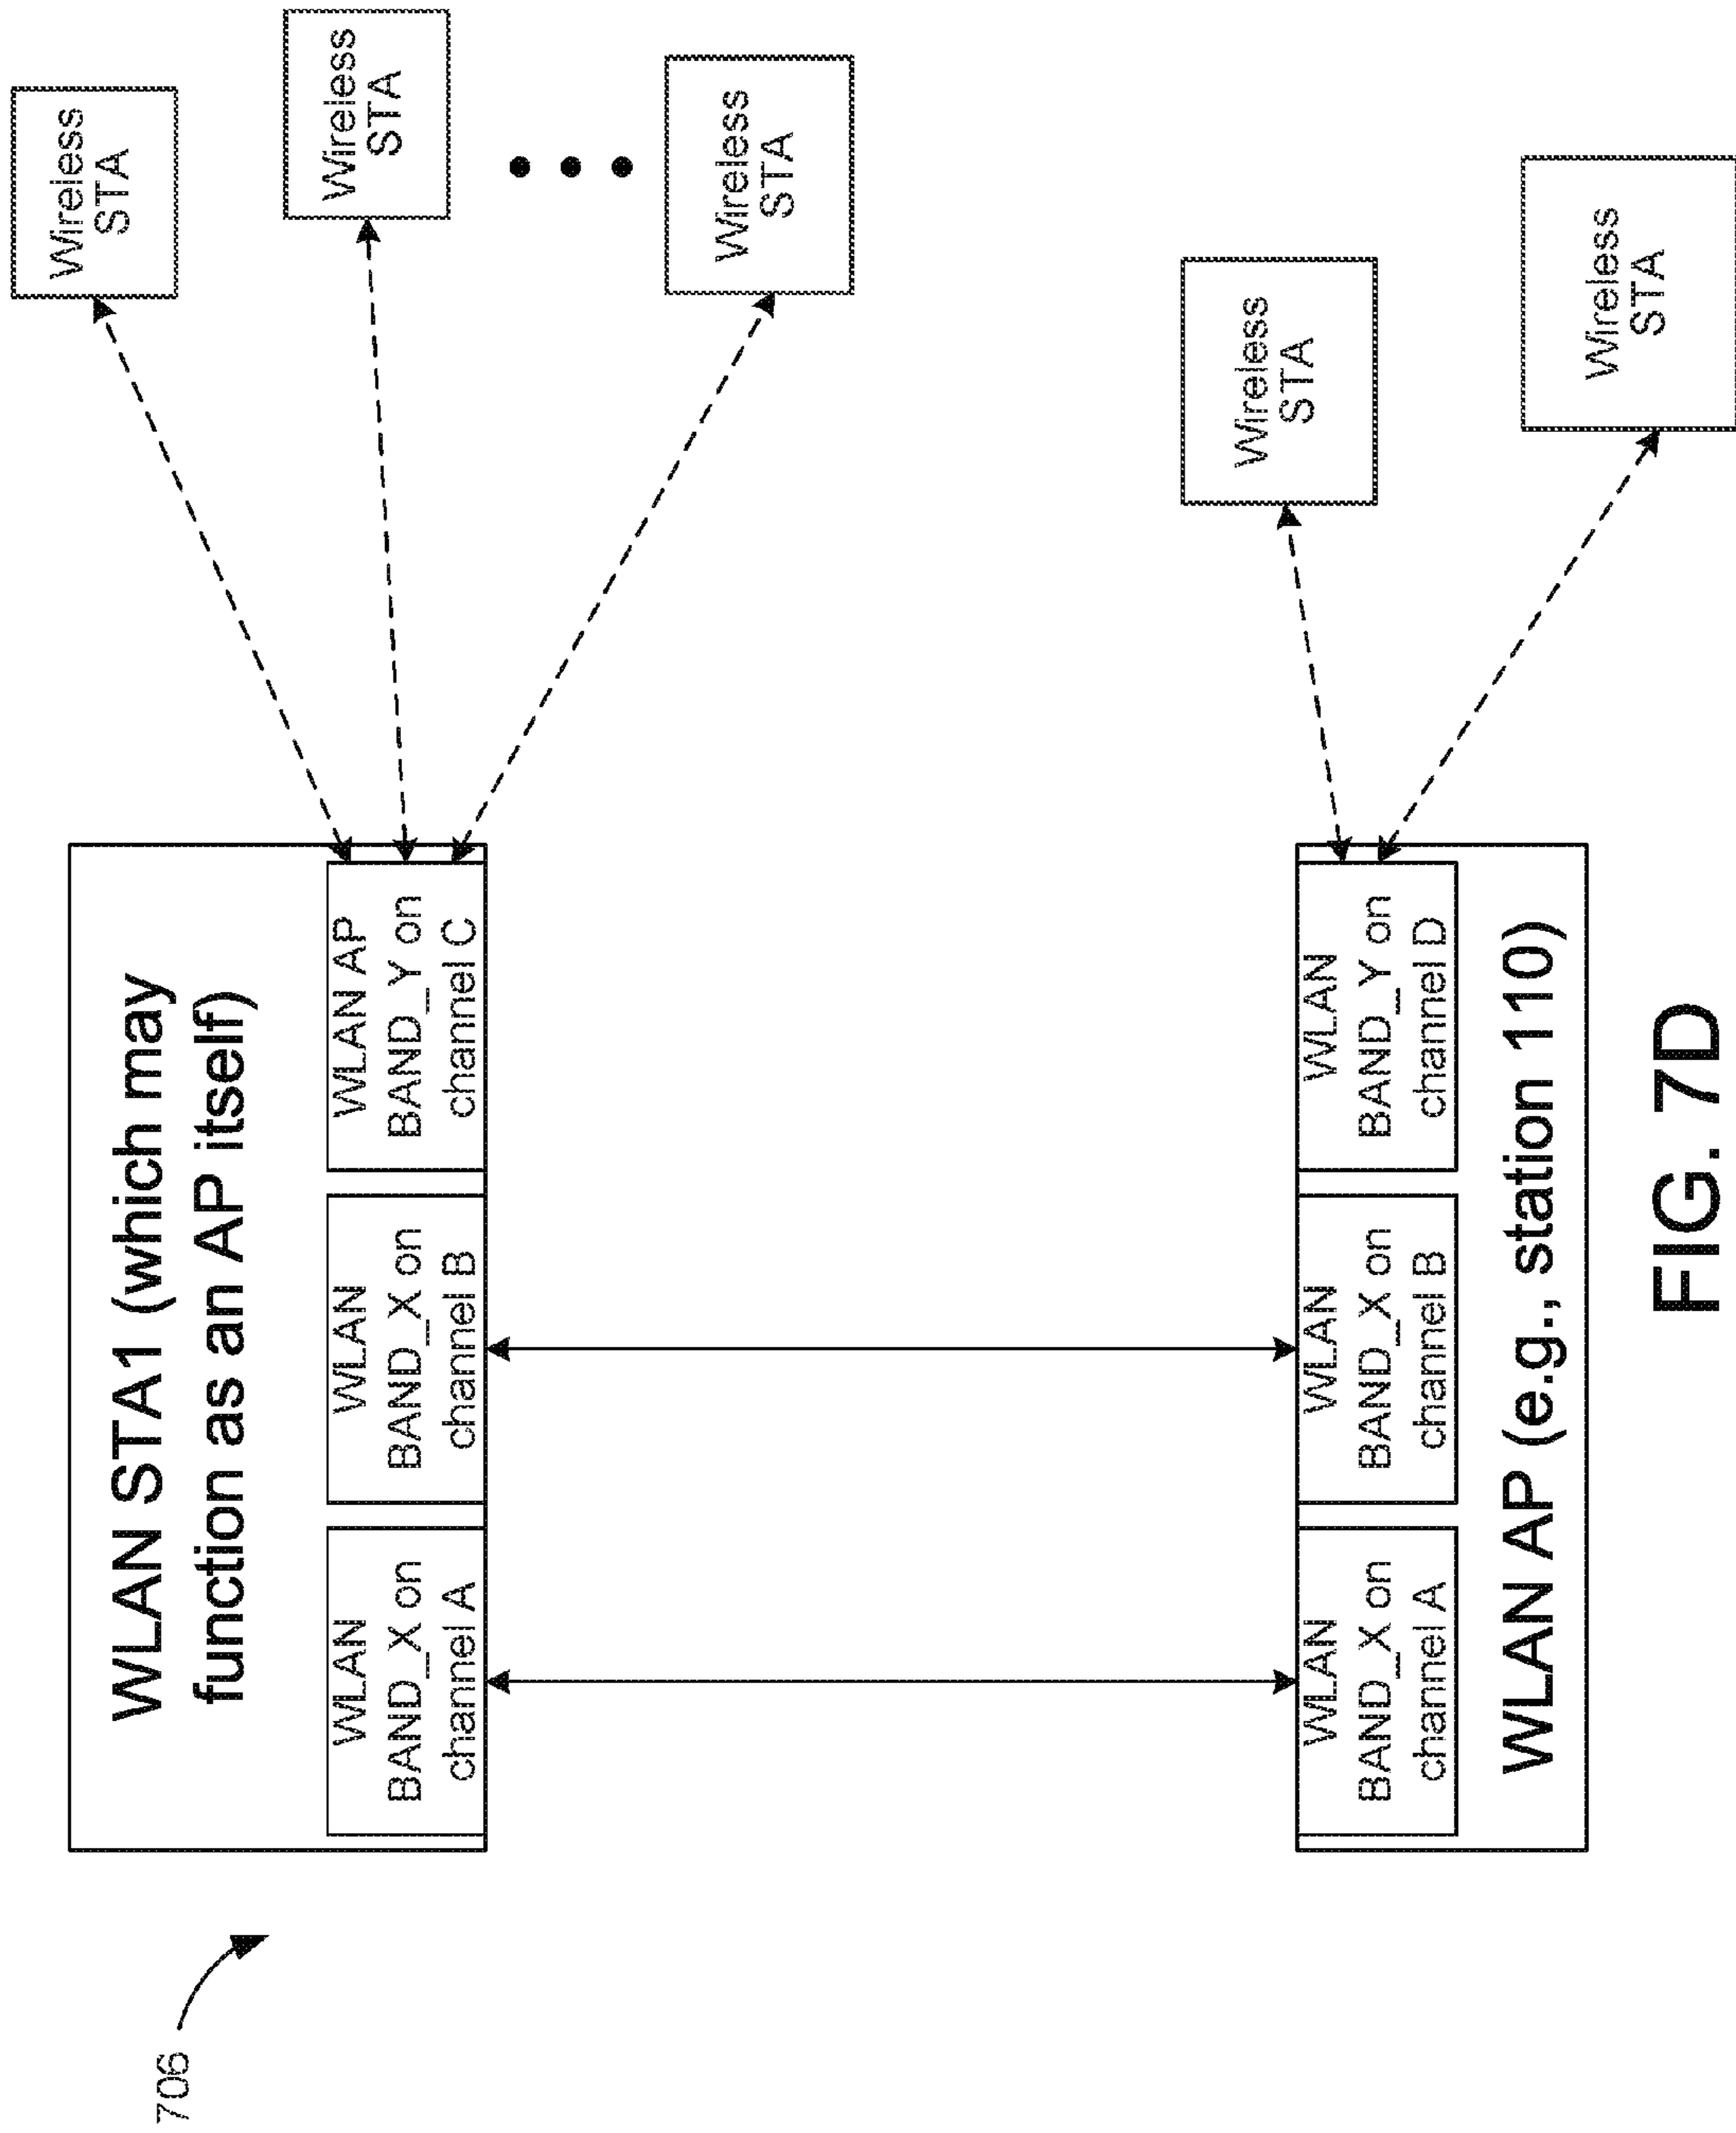 706
WLAN STA1 (which may
function as an AP itself)
WLAN
BAND_X on
channel A
WLAN
BAND_X on
channel B
WLAN AP
BAND_Y on
channel C
Wireless
STA
Wireless
STA
Wireless
STA
WLAN
BAND_X on
channel A
WLAN
BAND_X on
channel B
WLAN
BAND_Y on
channel D
WLAN AP (e.g., station 110)
Wireless
STA
Wireless
STA
FIG. 7D